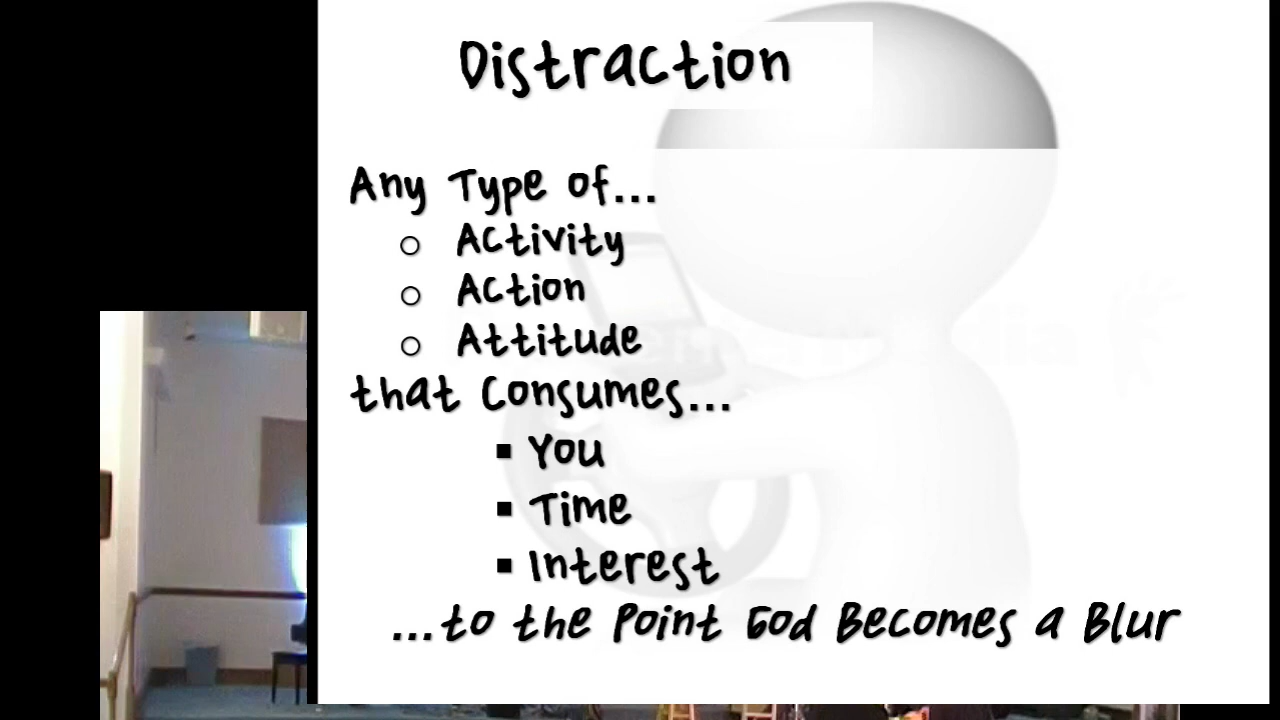 Distraction
Any Type of...
o Activity
o Action
o Attitude
that Consumes...
▪ You
▪ Time
▪ Interest
...to the Point God Becomes a Blur